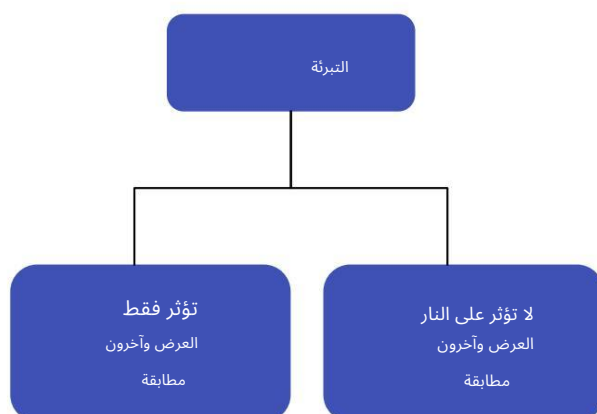 التبرئة
لا تؤثر على النار
العرض وآخرون
مطابقة
تؤثر فقط
العرض وآخرون
مطابقة